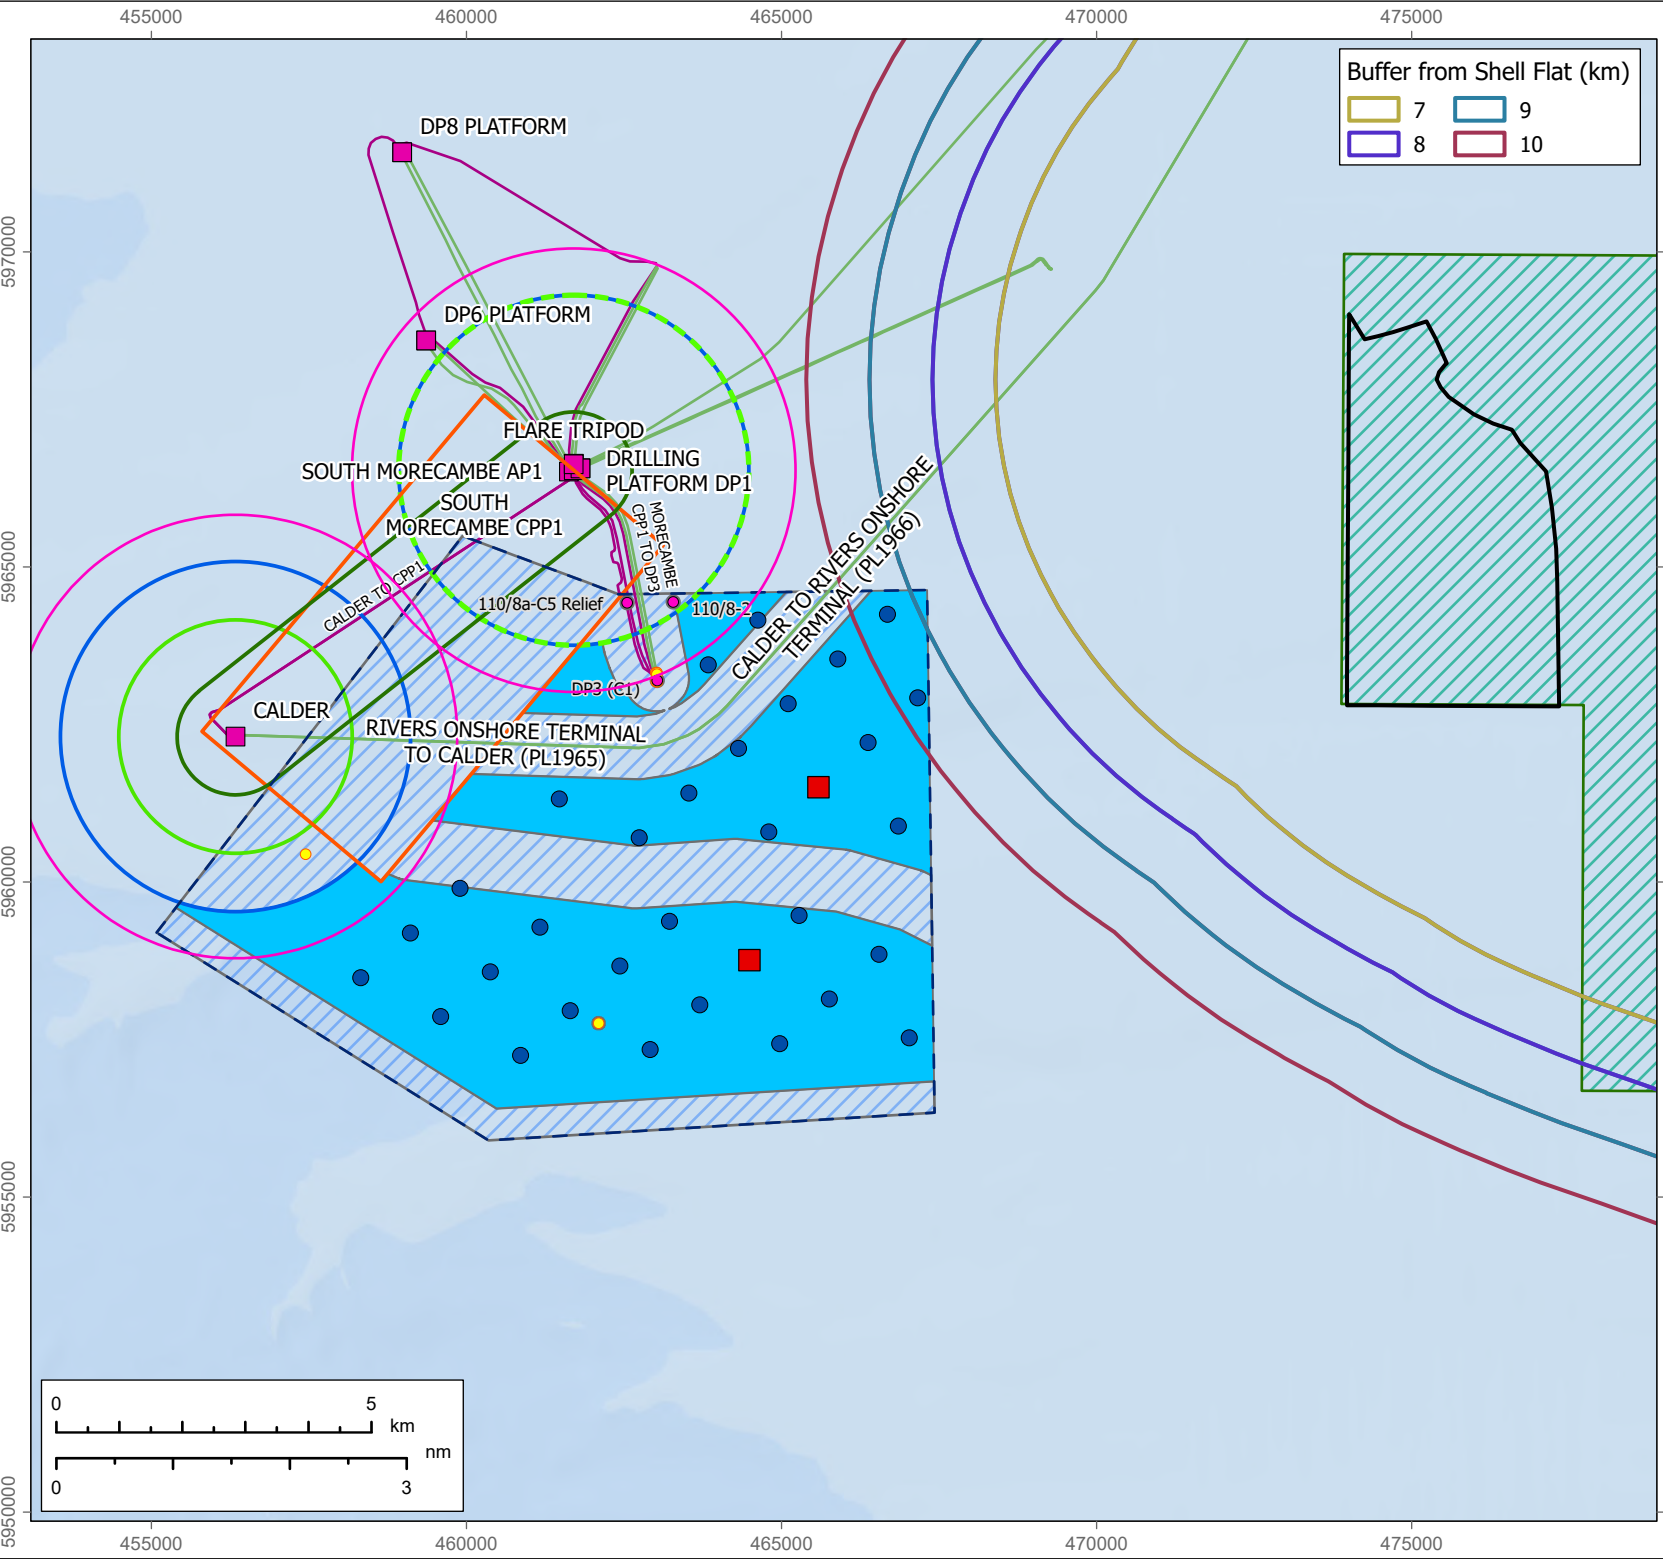 455000
460000
465000
470000
475000
Buffer from Shell Flat (km)
7
9
8
10
DP8 PLATFORM
5970000
DP6 PLATFORM
FLARE TRIPOD
DRILLING
PLATFORM DP1
SOUTH MORECAMBE AP1
SOUTH
MORECAMBE CPP1
MORECAMBE
CPP1 TO DP3
5965000
CALDER TO CPP1
110/8a-C5 Relief
110/8-2
CALDER TO RIVERS ONSHORE
TERMINAL (PL1966)
DP3 (C1)
CALDER
RIVERS ONSHORE TERMINAL
TO CALDER (PL1965)
5960000
5955000
0
5
km
nm
0
3
5950000
455000
460000
465000
470000
475000